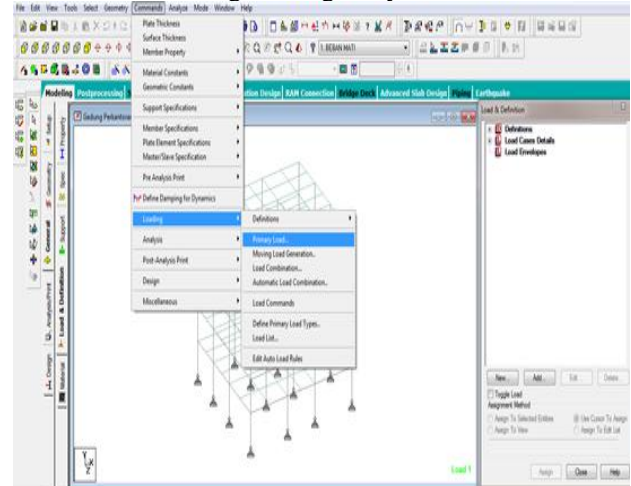 File Edit View Tools Select Geometry Commands Analyze Mode Window Help
1: BEBAN MATI
Modeling Postprocessing
RAM Connection Bridge Deck Advanced Slab Design Piping Earthquake
Plate Thickness
Surface Thickness
Member Property
Material Constants
Geometric Constants
Support Specifications
Member Specifications
Plate Element Specifications
Master/Slave Specification
Pre Analysis Print
Define Damping for Dynamics
Loading
Analysis
Post-Analysis Print
Design
Miscellaneous
Definitions
Primary Load...
Moving Load Generation...
Load Combination...
Automatic Load Combination...
Load Commands
Define Primary Load Types...
Load List...
Edit Auto Load Rules
Setup
Geometry
General
Analysis/Print
Design
Property
Spec
Support
Load & Definition
Material
Load & Definition
Definitions
Load Cases Details
Load Envelopes
New... Add... Edit... Delete
Toggle Load
Assignment Method
Assign To Selected Entities Use Cursor To Assign
Assign To View Assign To Edit List
Assign Close Help
Y
X
Z
Load 1